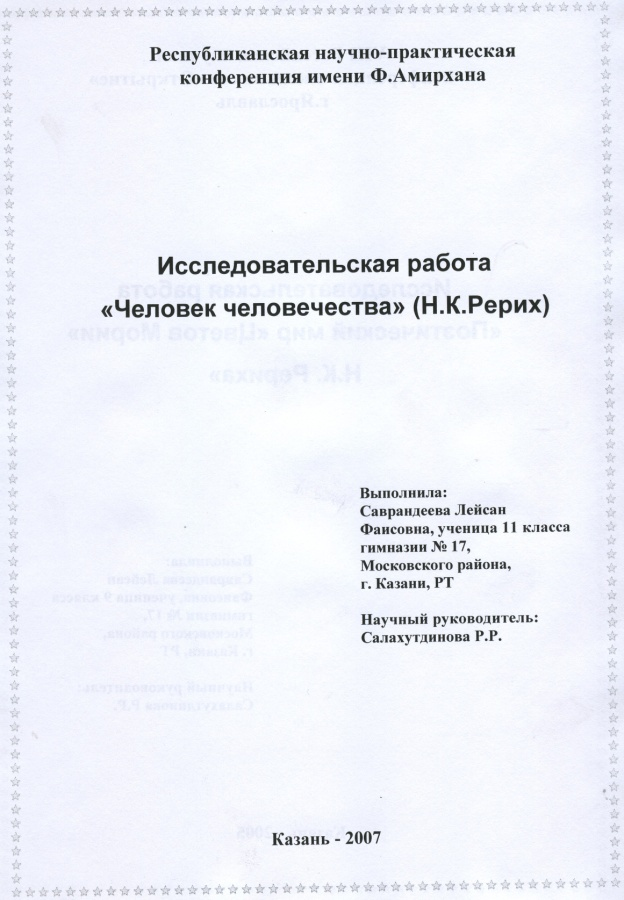 Республиканская научно-практическая
конференция имени Ф.Амирхана
Исследовательская работа
«Человек человечества» (Н.К.Рерих)
Выполнила:
Саврандеева Лейсан
Фаисовна, ученица 11 класса
гимназии № 17,
Московского района,
г. Казани, РТ
Научный руководитель:
Салахутдинова Р.Р.
Казань - 2007